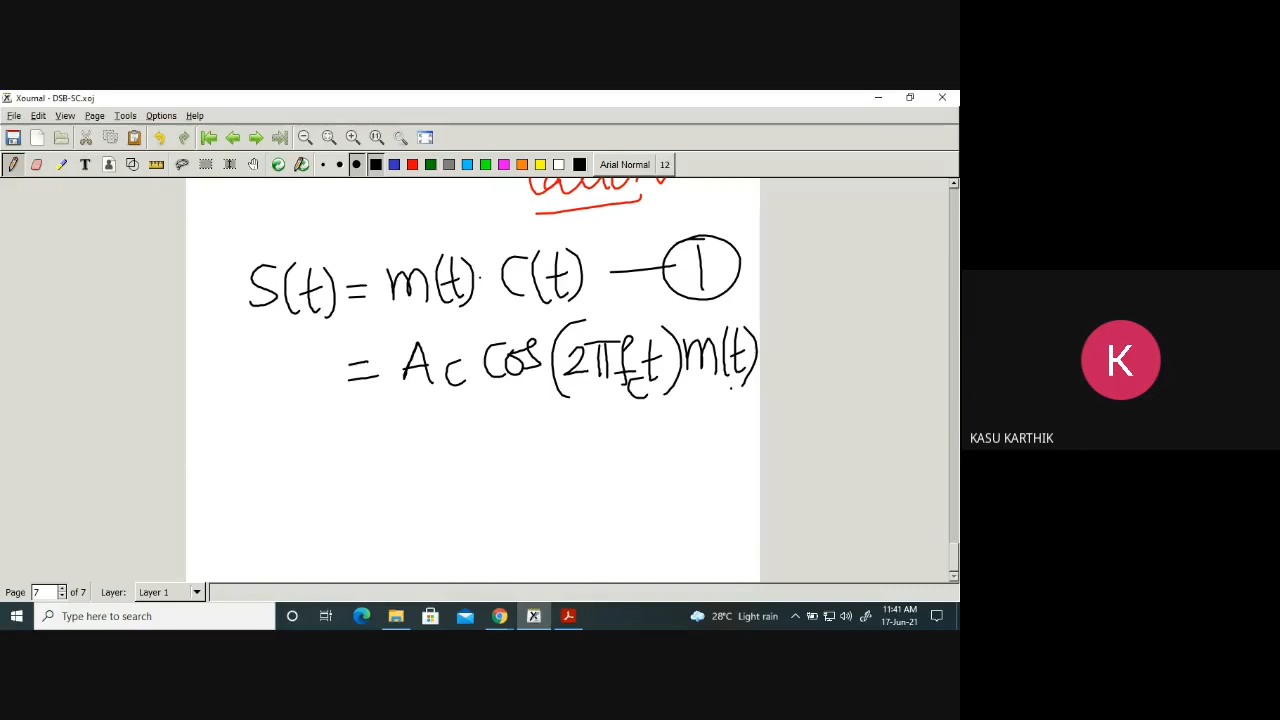 Xournal - DSB-SC.xoj
File Edit View Page Tools Options Help
T Arial Normal 12
S(t) = m(t) · C(t) — 1
= Ac Cos(2πfct) m(t)
K
KASU KARTHIK
Page 7 of 7 Layer: Layer 1
Type here to search
28°C Light rain
11:41 AM
17-Jun-21